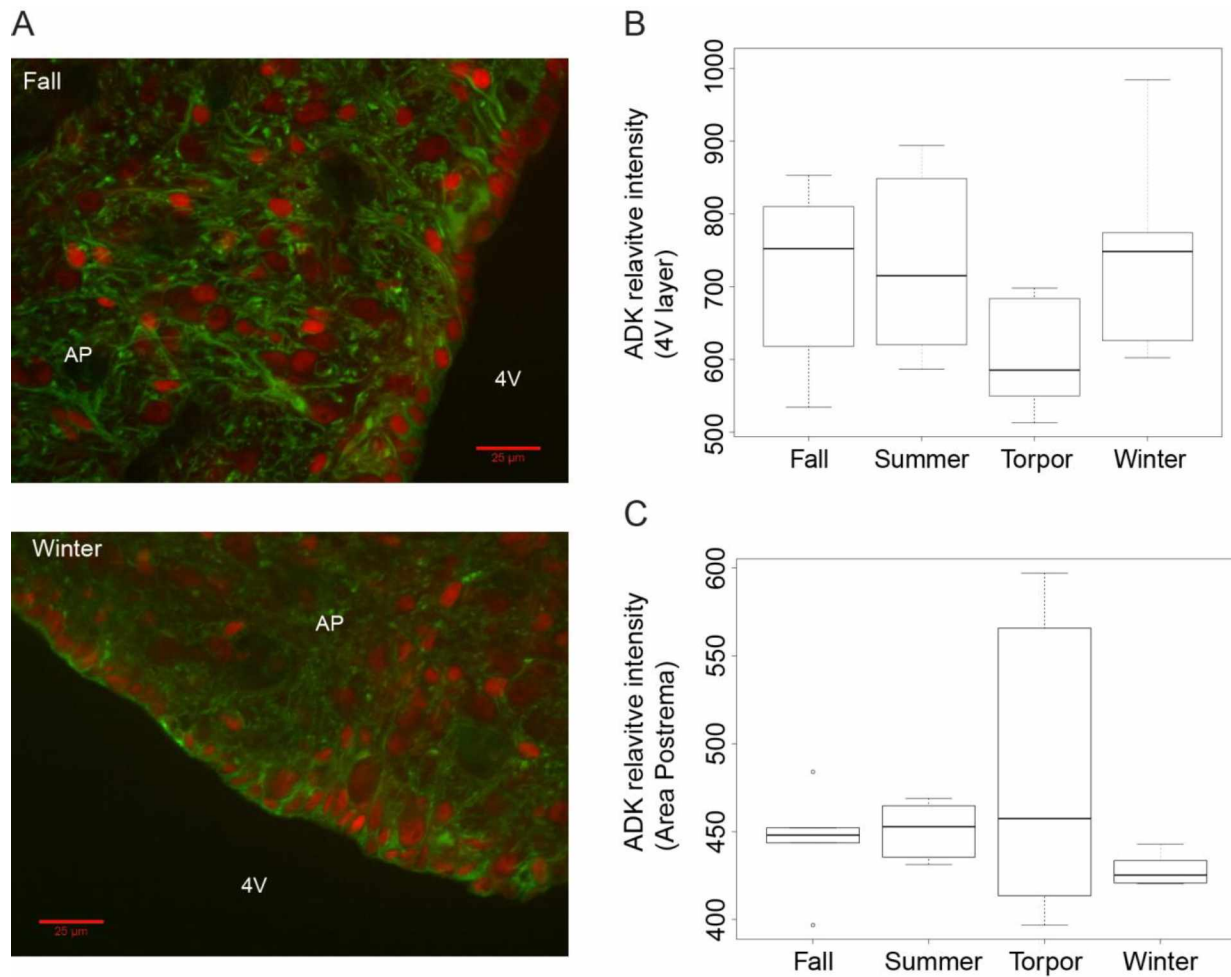 A
Fall
AP
4V
25 µm
Winter
AP
4V
25 µm
B
ADK relavitve intensity
(4V layer)
1000
900
800
700
600
500
Fall Summer Torpor Winter
C
ADK relavitve intensity
(Area Postrema)
600
550
500
450
400
Fall Summer Torpor Winter